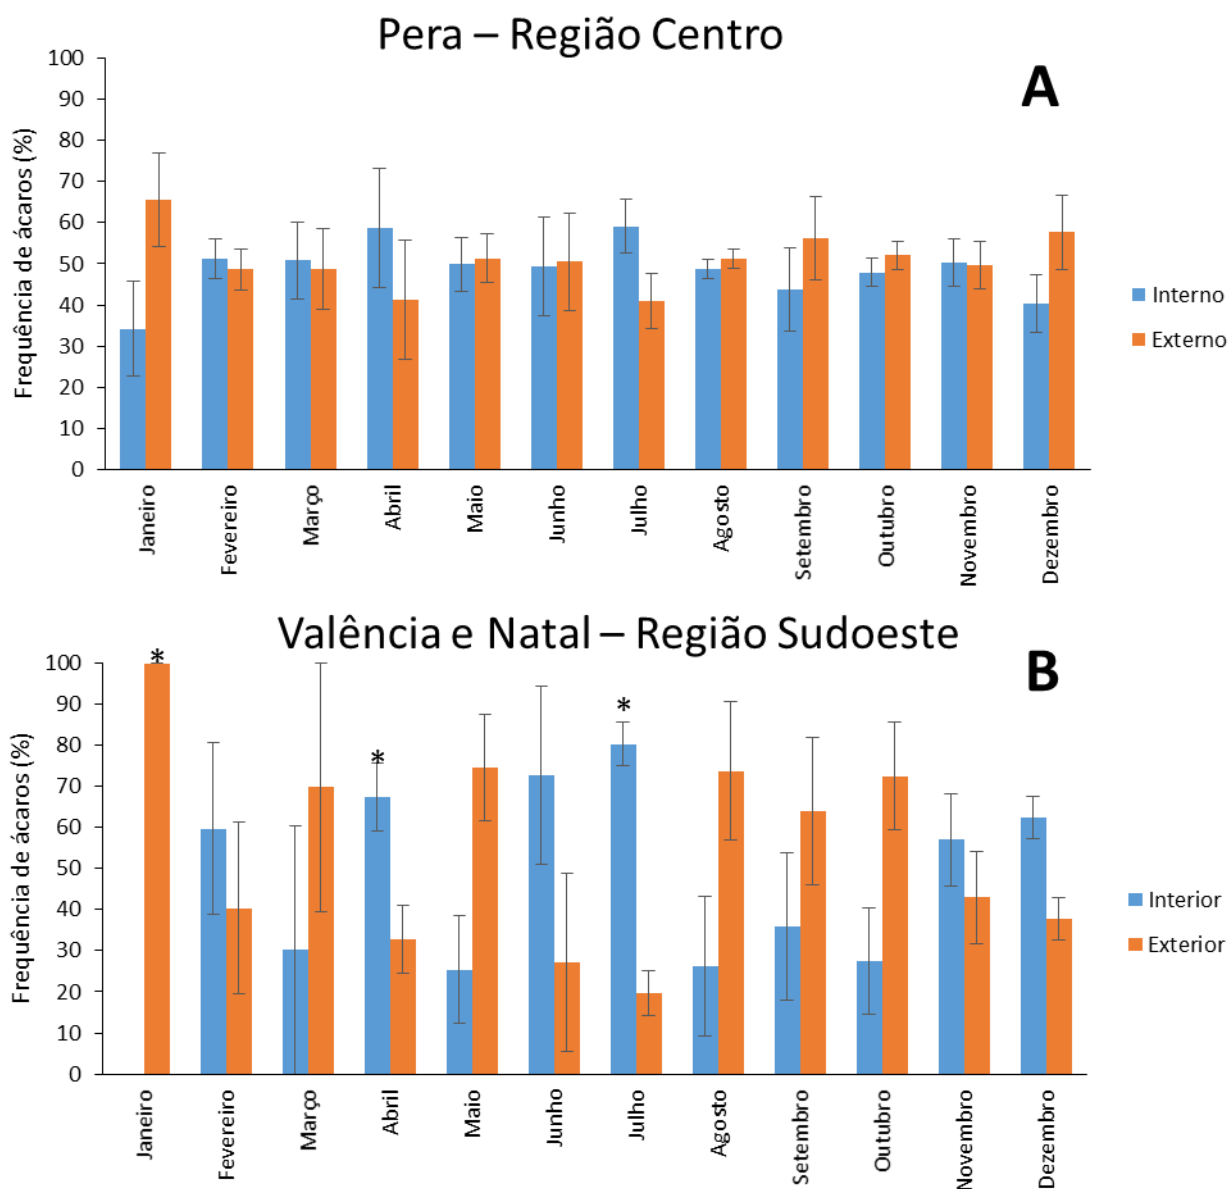 Pera – Região Centro
A
Frequência de ácaros (%)
100
90
80
70
60
50
40
30
20
10
0
Janeiro
Fevereiro
Março
Abril
Maio
Junho
Julho
Agosto
Setembro
Outubro
Novembro
Dezembro
Interno
Externo
Valência e Natal – Região Sudoeste
B
Frequência de ácaros (%)
100
90
80
70
60
50
40
30
20
10
0
*
*
*
Janeiro
Fevereiro
Março
Abril
Maio
Junho
Julho
Agosto
Setembro
Outubro
Novembro
Dezembro
Interior
Exterior